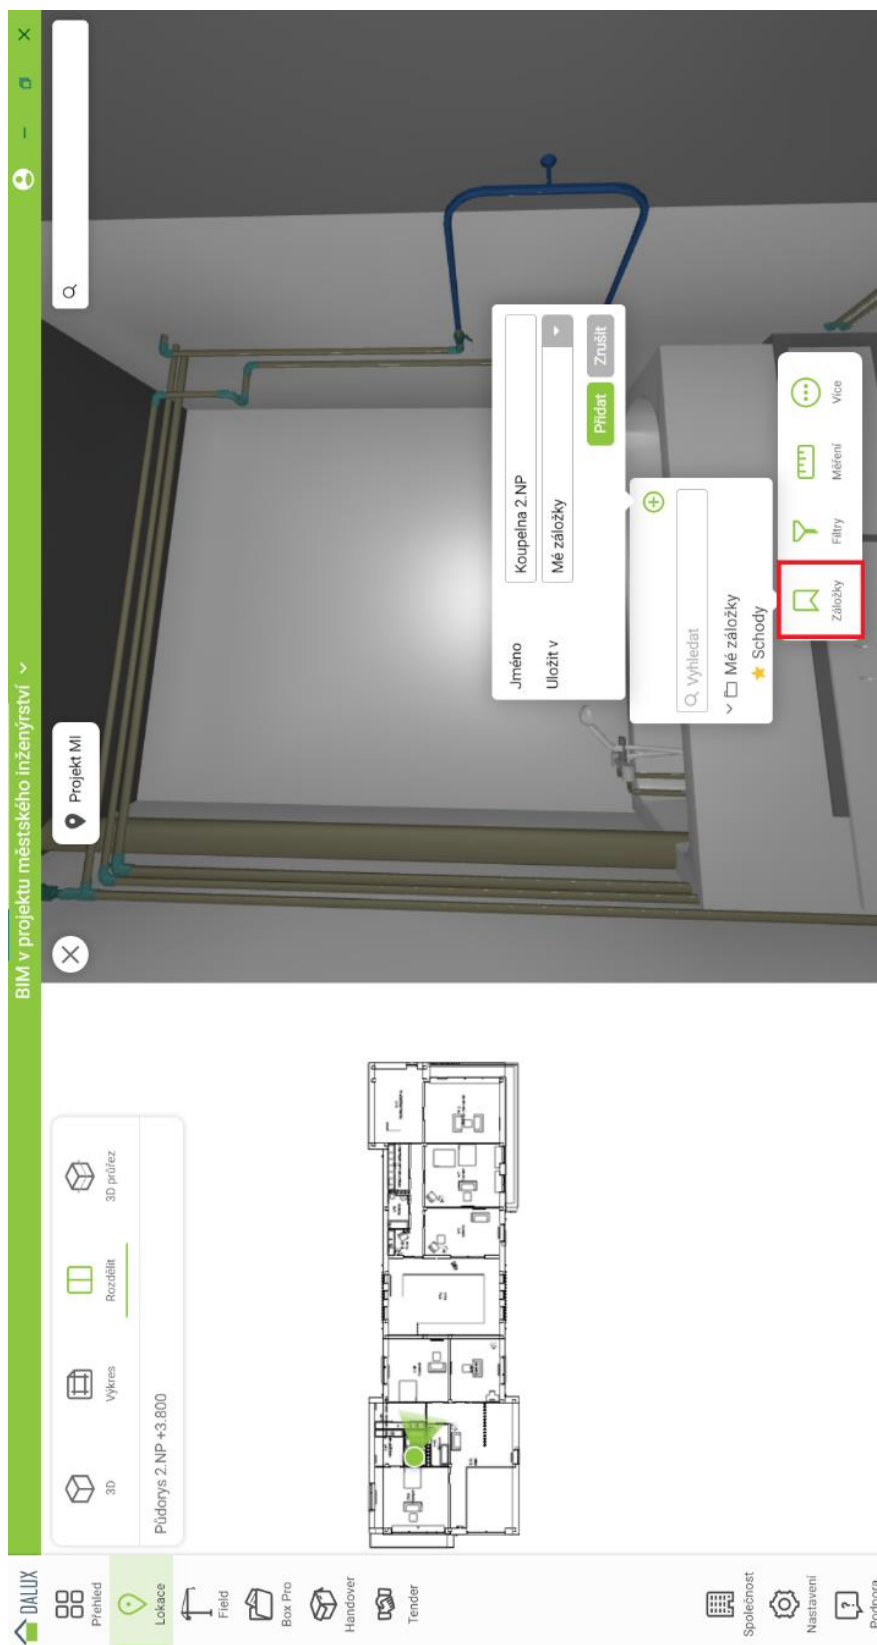 DALUX
BIM v projektu městského inženýrství
Přehled
Lokace
Field
Box Pro
Handover
Tender
Společnost
Nastavení
Podpora
3D
Výkres
Rozdělit
3D průřez
Půdorys 2.NP +3.800
Projekt MI
Jméno
Koupelna 2.NP
Uložit v
Mé záložky
Přidat
Zrušit
Vyhledat
Mé záložky
Schody
Záložky
Filtry
Měření
Více